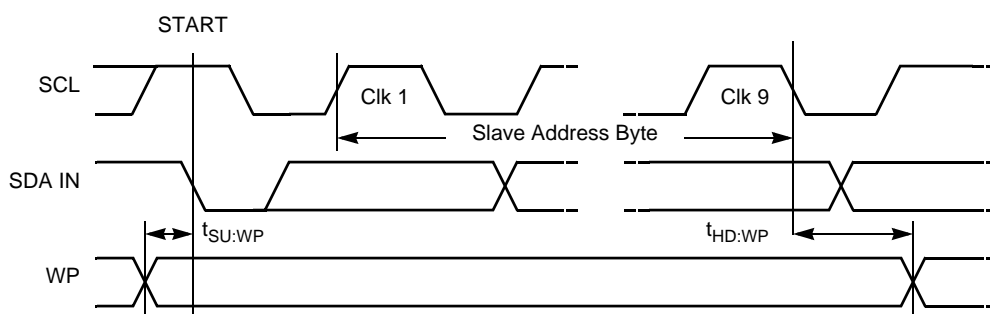 START
SCL
Clk 1
Clk 9
Slave Address Byte
SDA IN
tSU:WP
tHD:WP
WP